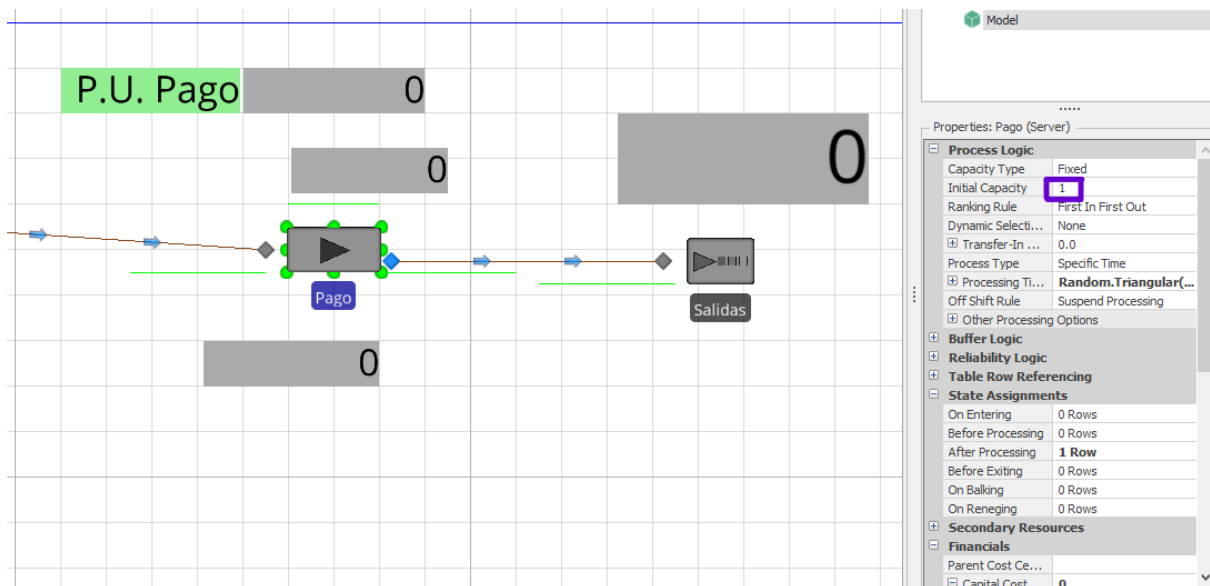 Model
P.U. Pago 0
0
0
Pago
Salidas
0
Properties: Pago (Server)
Process Logic
Capacity Type Fixed
Initial Capacity 1
Ranking Rule First In First Out
Dynamic Selecti... None
Transfer-In ... 0.0
Process Type Specific Time
Processing Ti... Random.Triangular(...
Off Shift Rule Suspend Processing
Other Processing Options
Buffer Logic
Reliability Logic
Table Row Referencing
State Assignments
On Entering 0 Rows
Before Processing 0 Rows
After Processing 1 Row
Before Exiting 0 Rows
On Balking 0 Rows
On Reneging 0 Rows
Secondary Resources
Financials
Parent Cost Ce...
Capital Cost 0